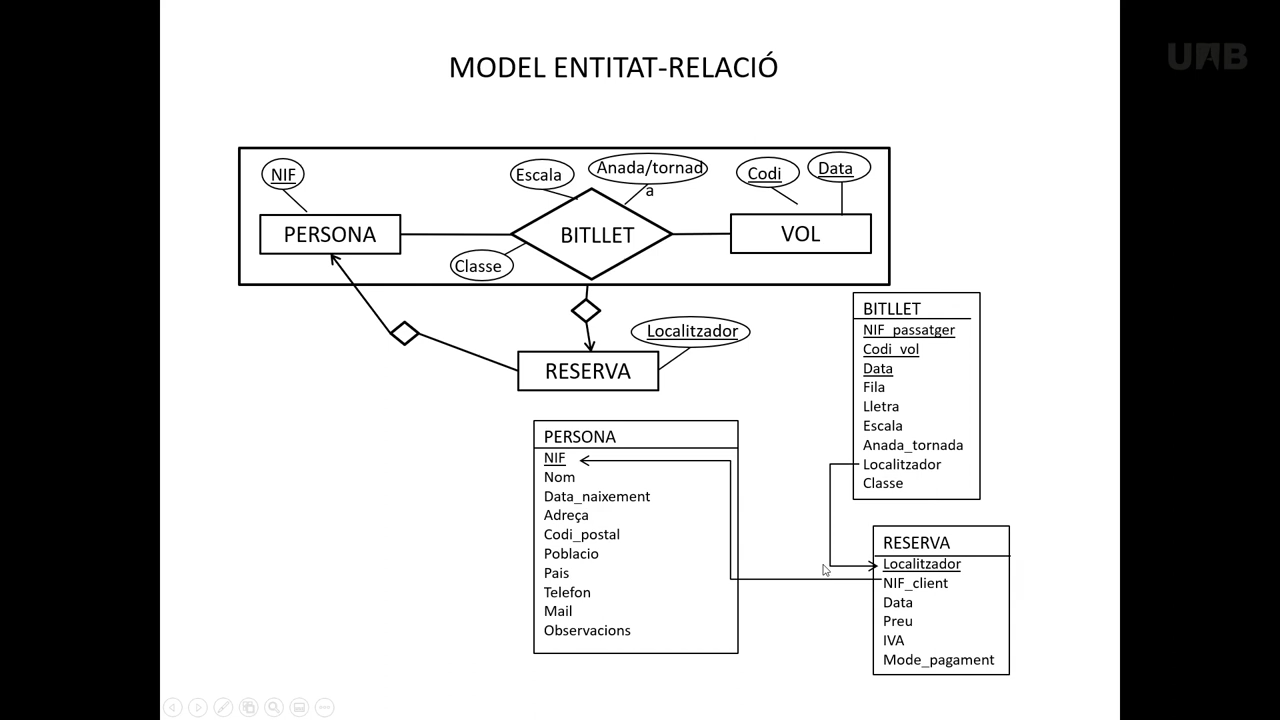 UAB
MODEL ENTITAT-RELACIÓ
NIF
Escala
Anada/tornad
a
Codi
Data
PERSONA
BITLLET
VOL
Classe
Localitzador
RESERVA
BITLLET
NIF_passatger
Codi_vol
Data
Fila
Lletra
Escala
Anada_tornada
Localitzador
Classe
PERSONA
NIF
Nom
Data_naixement
Adreça
Codi_postal
Poblacio
Pais
Telefon
Mail
Observacions
RESERVA
Localitzador
NIF_client
Data
Preu
IVA
Mode_pagament